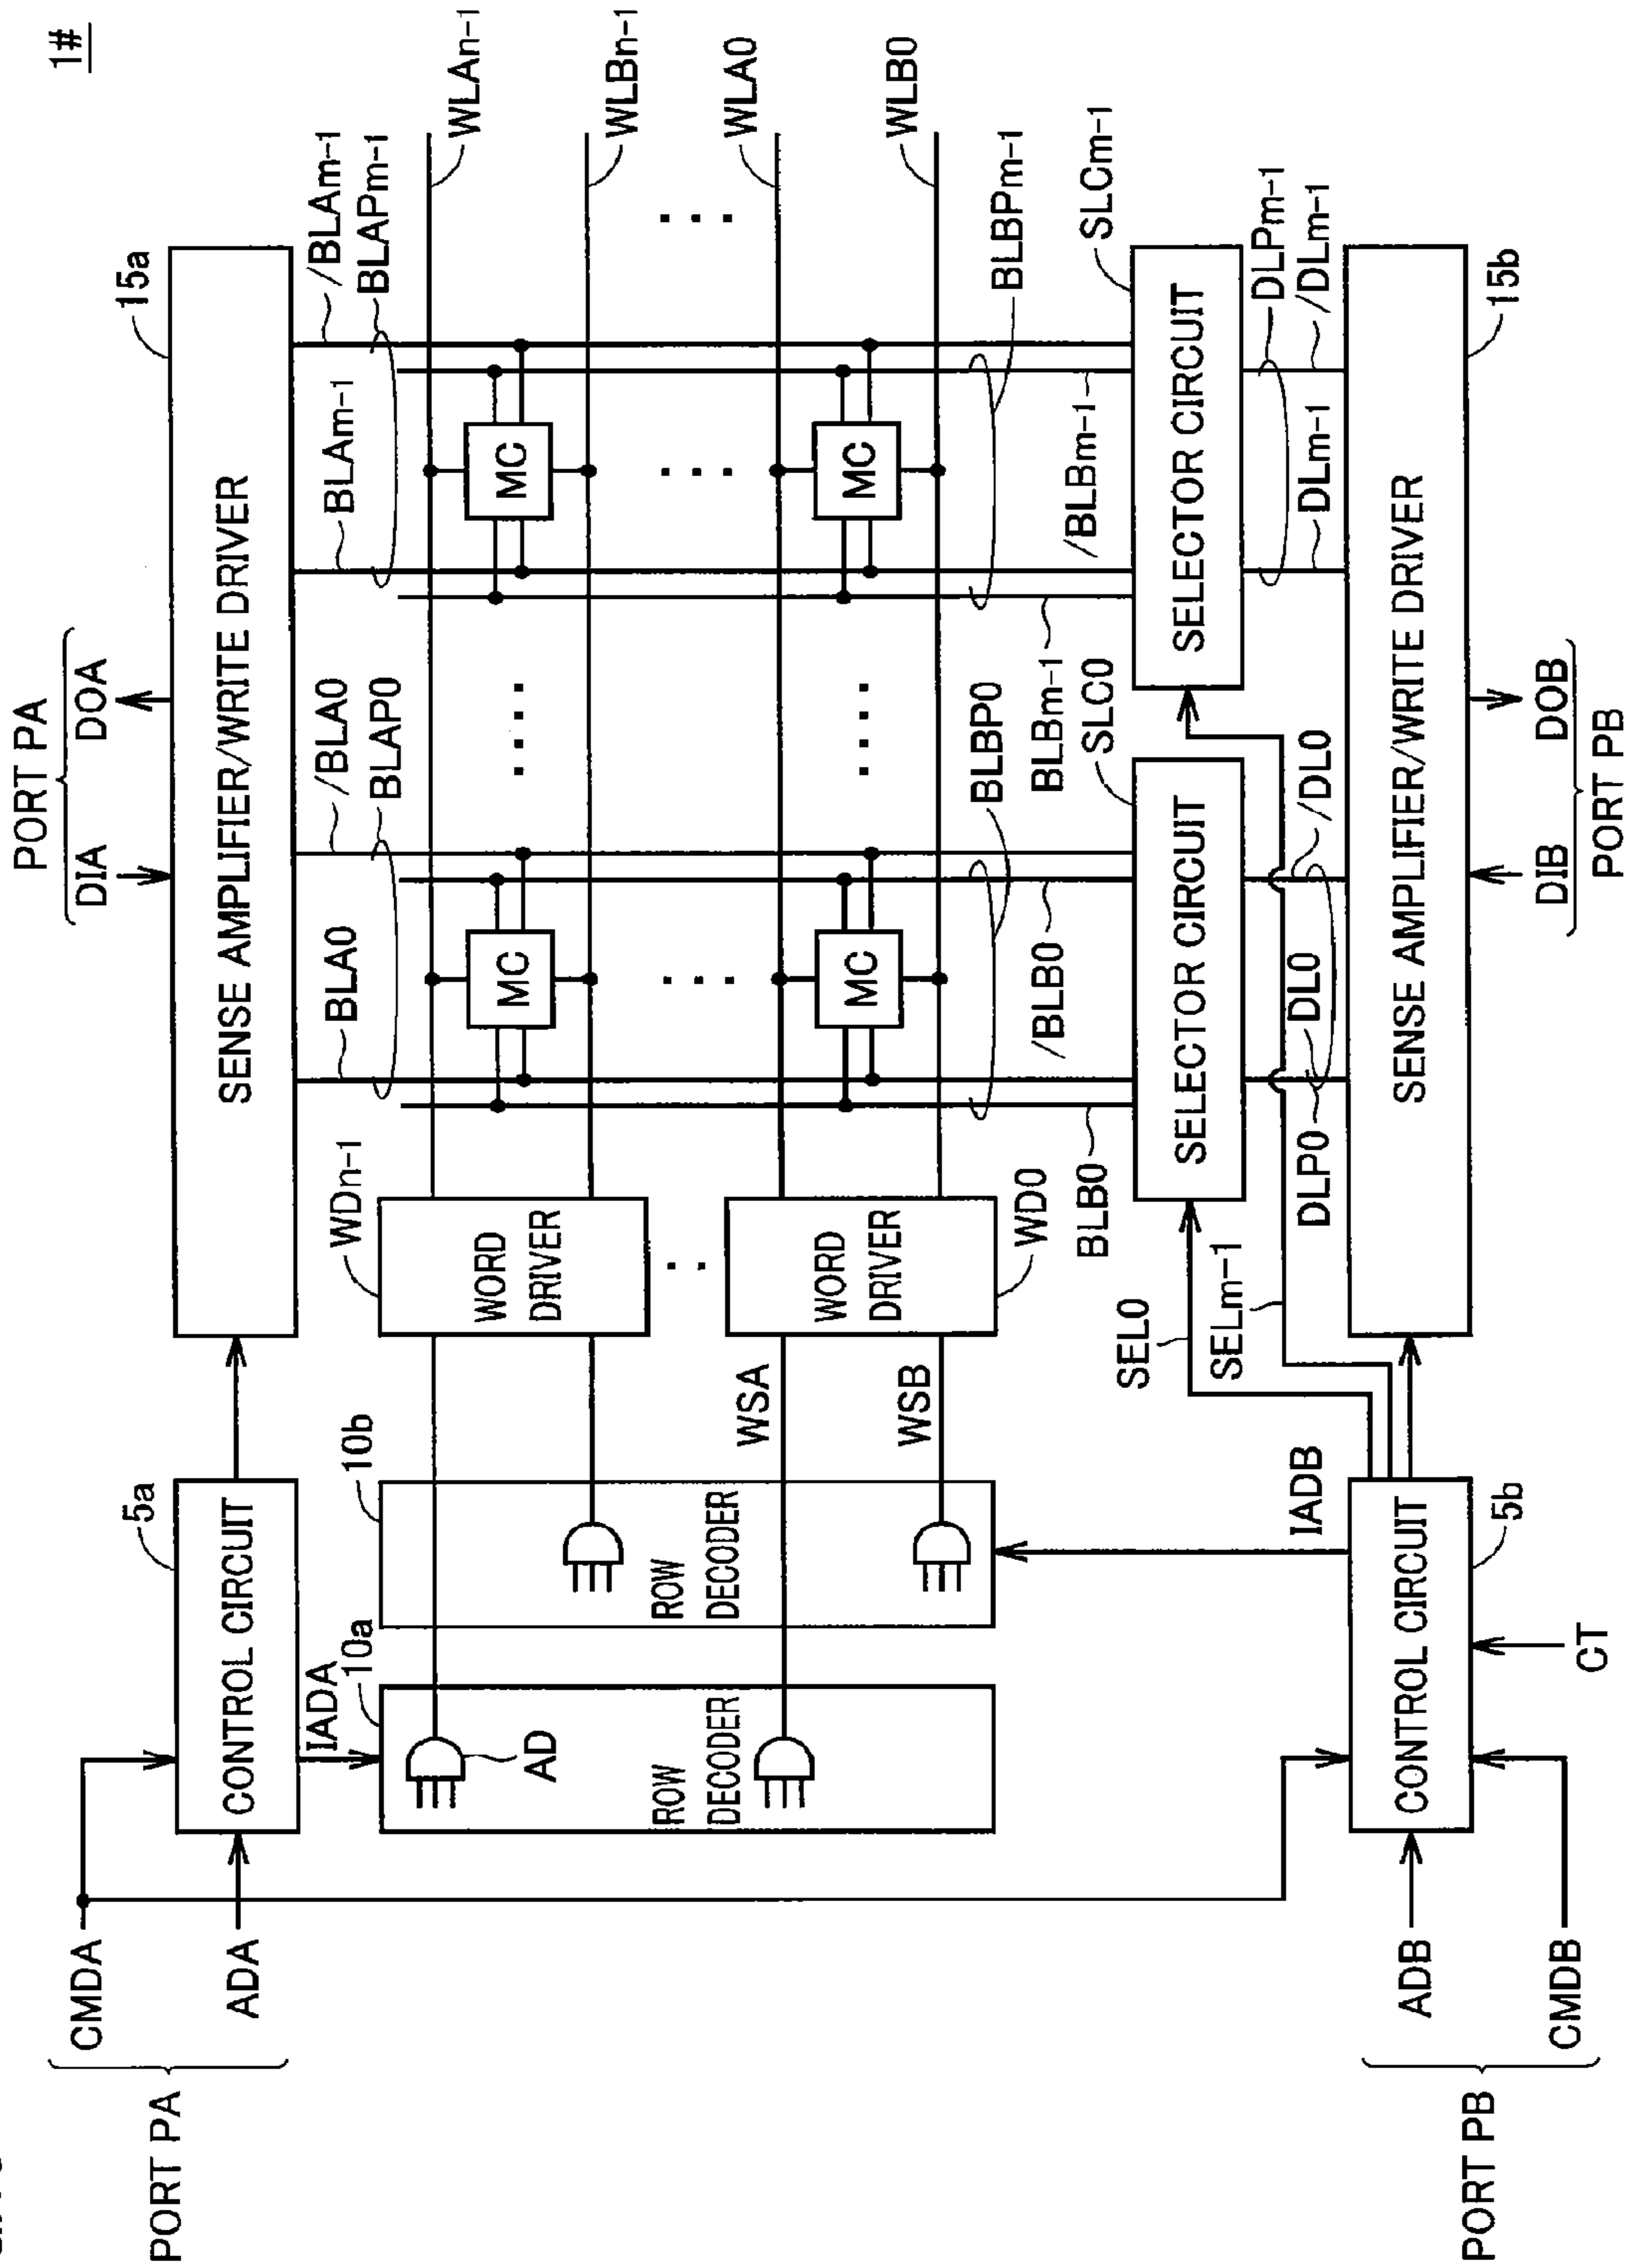 1#
PORT PA
DIA
DOA
15a
SENSE AMPLIFIER/WRITE DRIVER
CMDA
ADA
PORT PA
5a
CONTROL CIRCUIT
IADA
10a
AD
ROW DECODER
10b
ROW DECODER
WSA
WSB
WDn-1
WORD DRIVER
WORD DRIVER
WD0
BLA0
/BLA0
BLAP0
BLAm-1
/BLAm-1
BLAPm-1
WLAn-1
WLBn-1
WLA0
WLB0
MC
MC
MC
MC
BLB0
/BLB0
BLBP0
BLBm-1
/BLBm-1
BLBPm-1
SLC0
SELECTOR CIRCUIT
SLCm-1
SELECTOR CIRCUIT
SEL0
SELm-1
DLP0
DL0
/DL0
DLm-1
DLPm-1
/DLm-1
IADB
CONTROL CIRCUIT
5b
CT
SENSE AMPLIFIER/WRITE DRIVER
15b
ADB
CMDB
PORT PB
DIB
DOB
PORT PB